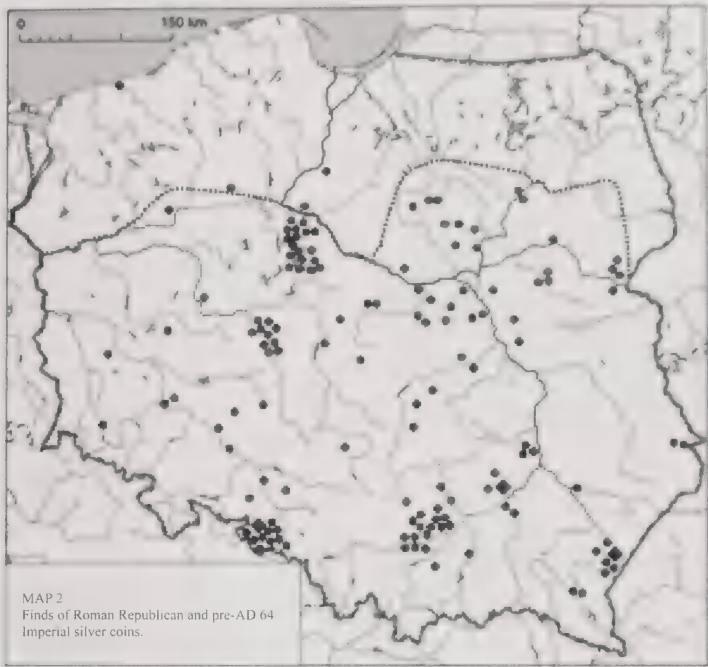 0 150 km
MAP 2
Finds of Roman Republican and pre-AD 64
Imperial silver coins.